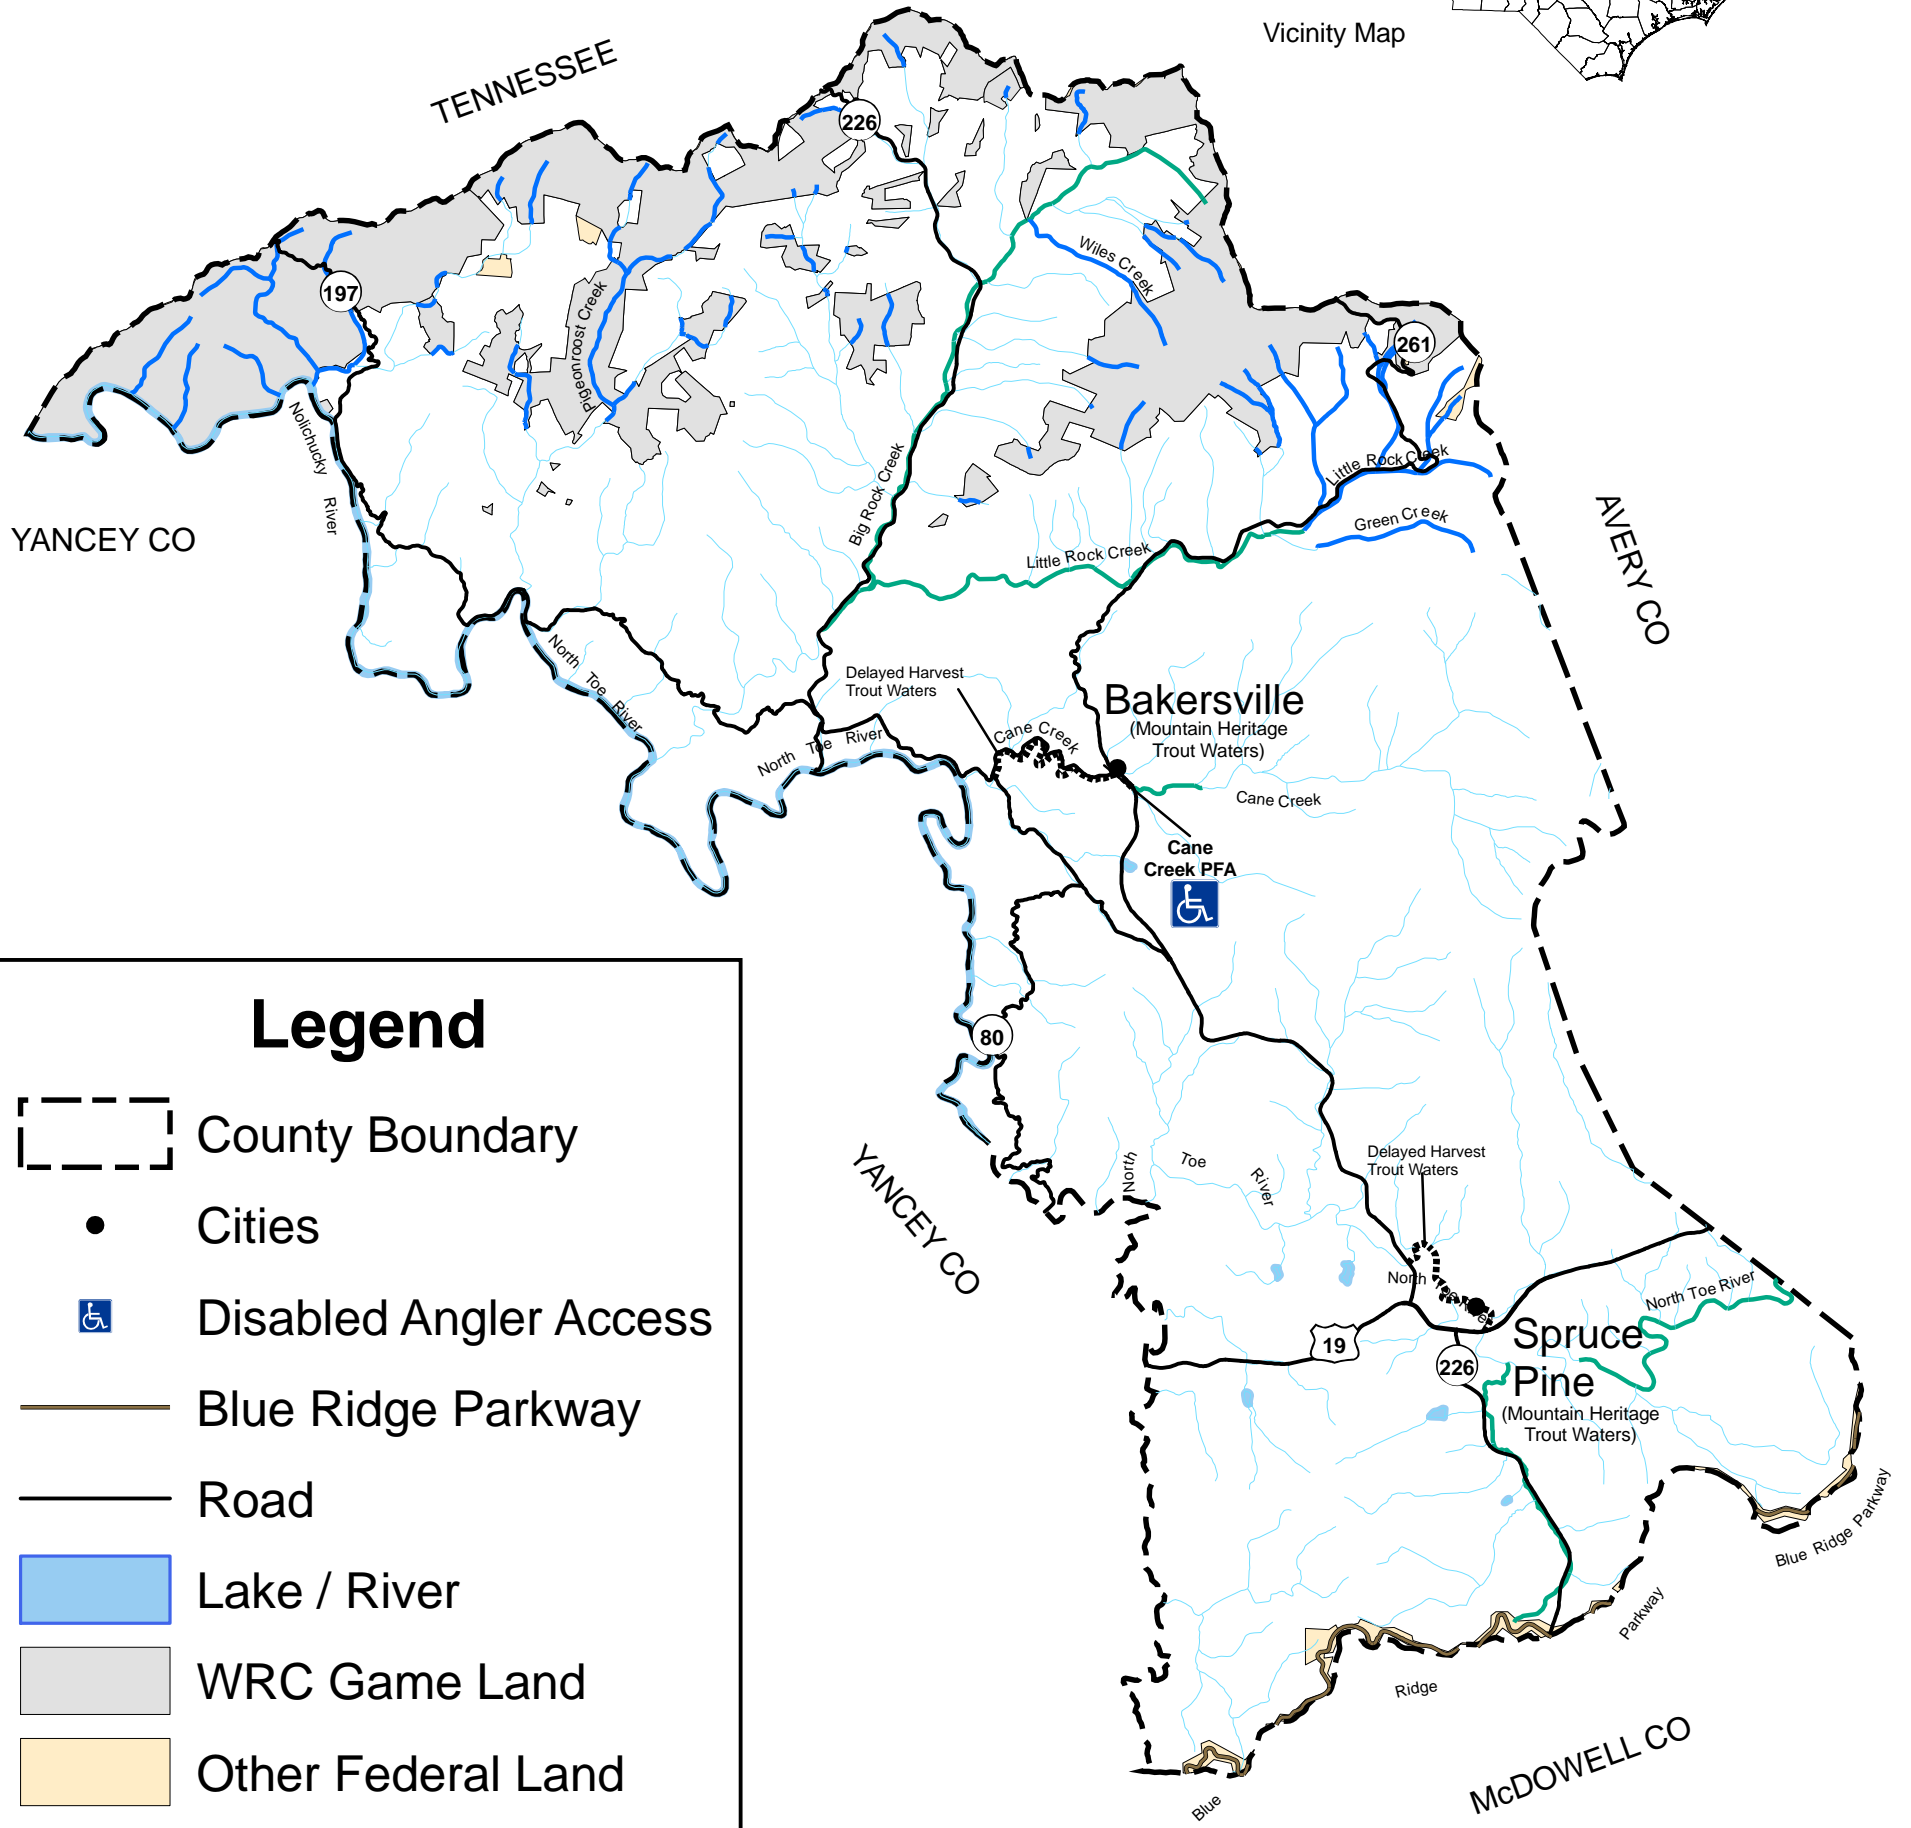 Vicinity Map
TENNESSEE
226
197
Wiles Creek
Pigeonroost Creek
261
Nolichucky
River
Big Rock Creek
Little Rock Creek
Green Creek
YANCEY CO
AVERY CO
Little Rock Creek
North
Toe
River
Delayed Harvest
Trout Waters
Bakersville
(Mountain Heritage
Trout Waters)
North Toe River
Cane Creek
Cane Creek
Cane
Creek PFA
80
YANCEY CO
North
Toe
River
Delayed Harvest
Trout Waters
North Toe River
North Toe River
19
226
Spruce
Pine
(Mountain Heritage
Trout Waters)
Blue Ridge Parkway
Parkway
Ridge
Blue
McDOWELL CO
Legend
County Boundary
Cities
Disabled Angler Access
Blue Ridge Parkway
Road
Lake / River
WRC Game Land
Other Federal Land